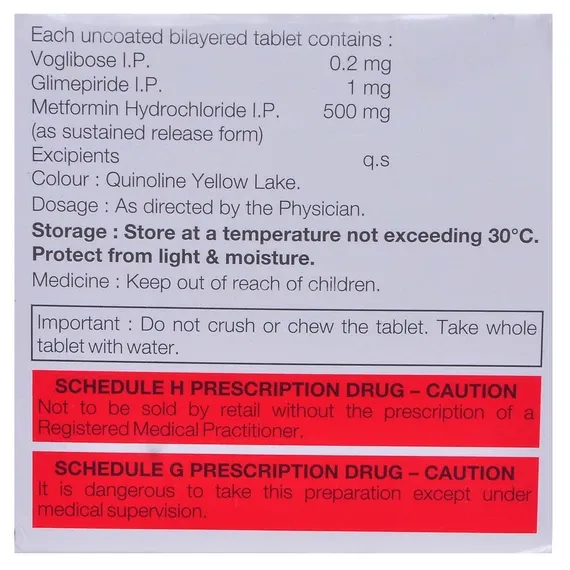 Each uncoated bilayered tablet contains :
Voglibose I.P. 0.2 mg
Glimepiride I.P. 1 mg
Metformin Hydrochloride I.P. 500 mg
(as sustained release form)
Excipients q.s
Colour : Quinoline Yellow Lake.
Dosage : As directed by the Physician.
Storage : Store at a temperature not exceeding 30°C.
Protect from light & moisture.
Medicine : Keep out of reach of children.
Important : Do not crush or chew the tablet. Take whole
tablet with water.
SCHEDULE H PRESCRIPTION DRUG – CAUTION
Not to be sold by retail without the prescription of a
Registered Medical Practitioner.
SCHEDULE G PRESCRIPTION DRUG – CAUTION
It is dangerous to take this preparation except under
medical supervision.